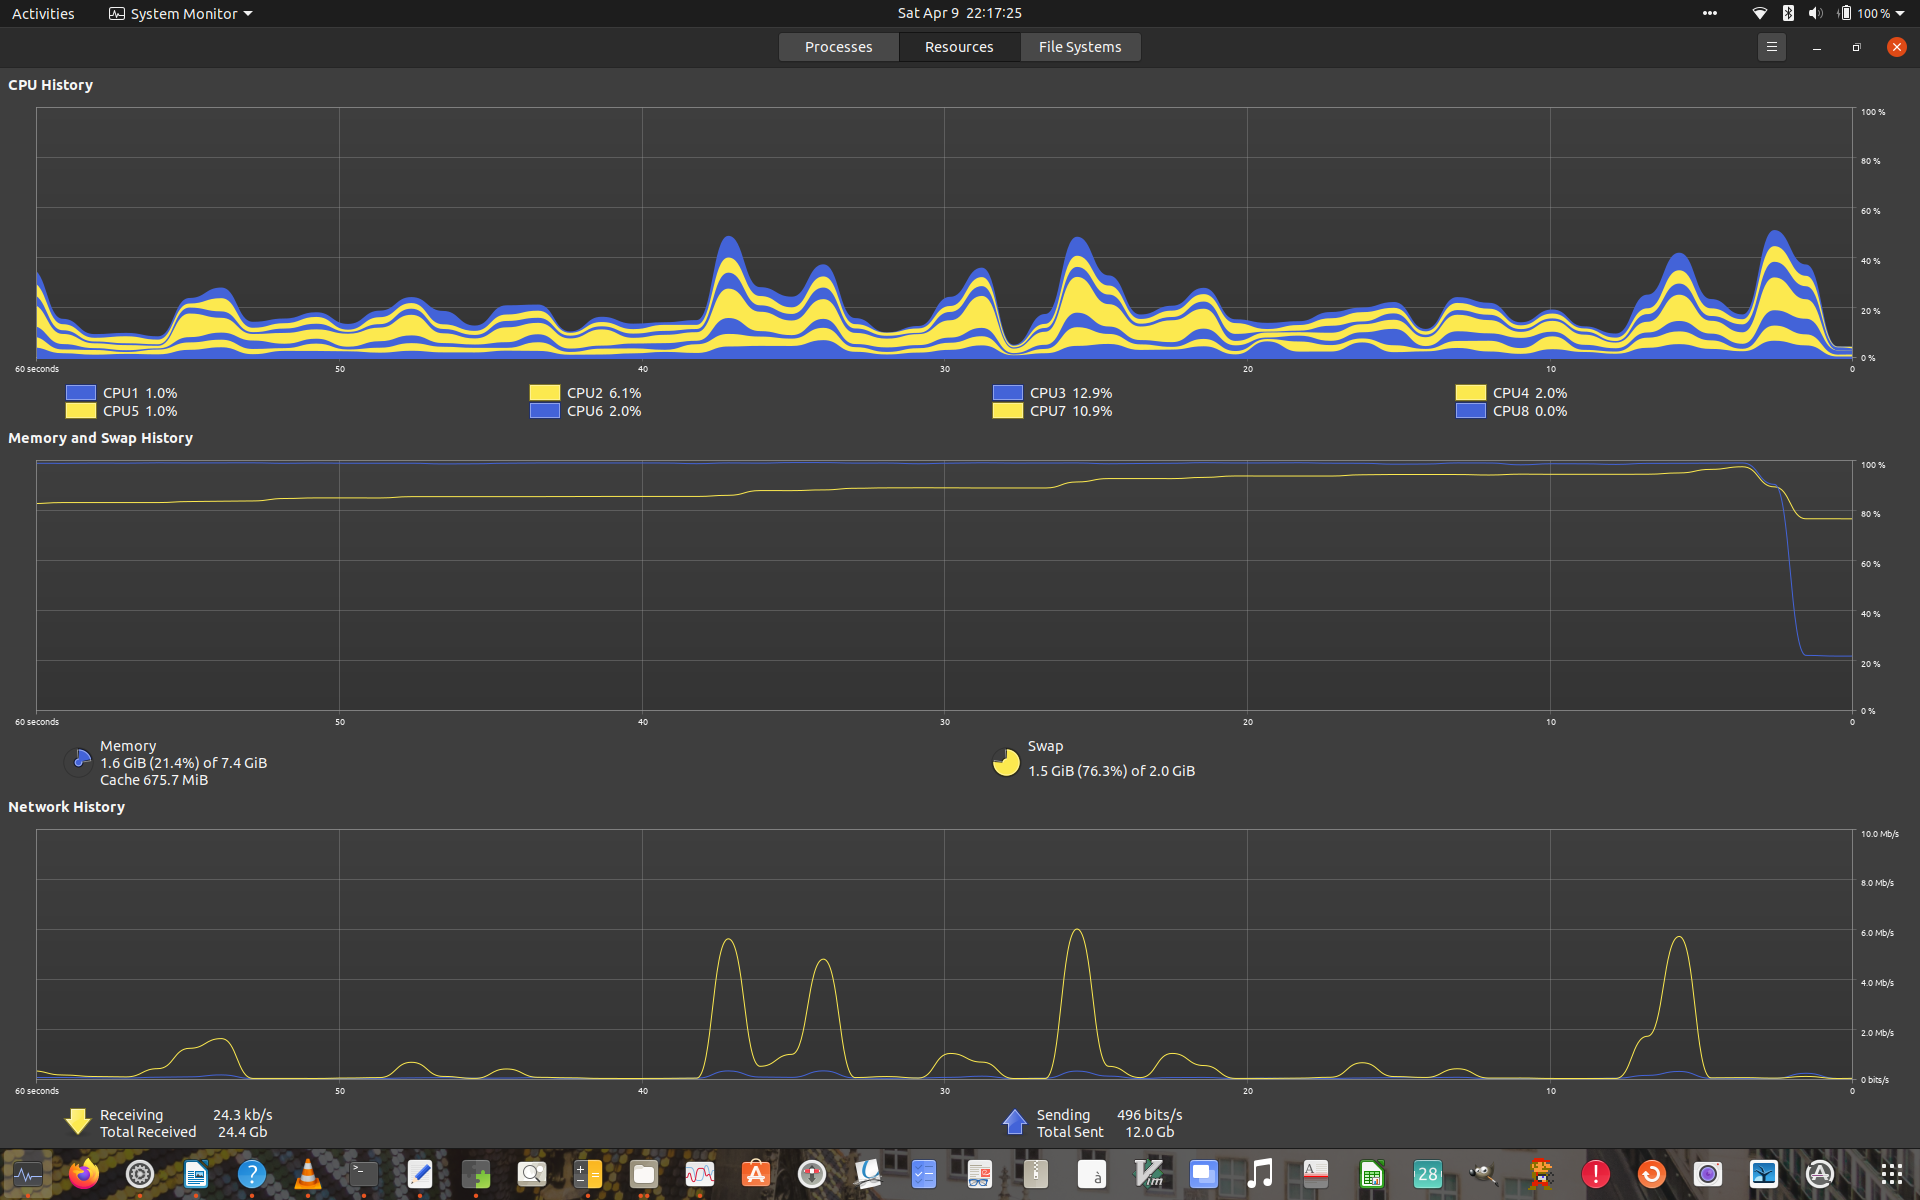 Activities System Monitor Sat Apr 9 22:17:25 100 %
Processes Resources File Systems
CPU History
100 %
80 %
60 %
40 %
20 %
0 %
60 seconds 50 40 30 20 10 0
CPU1 1.0% CPU2 6.1% CPU3 12.9% CPU4 2.0%
CPU5 1.0% CPU6 2.0% CPU7 10.9% CPU8 0.0%
Memory and Swap History
100 %
80 %
60 %
40 %
20 %
0 %
60 seconds 50 40 30 20 10 0
Memory
1.6 GiB (21.4%) of 7.4 GiB
Cache 675.7 MiB
Swap
1.5 GiB (76.3%) of 2.0 GiB
Network History
10.0 Mb/s
8.0 Mb/s
6.0 Mb/s
4.0 Mb/s
2.0 Mb/s
0 bits/s
60 seconds 50 40 30 20 10 0
Receiving 24.3 kb/s
Total Received 24.4 Gb
Sending 496 bits/s
Total Sent 12.0 Gb
28